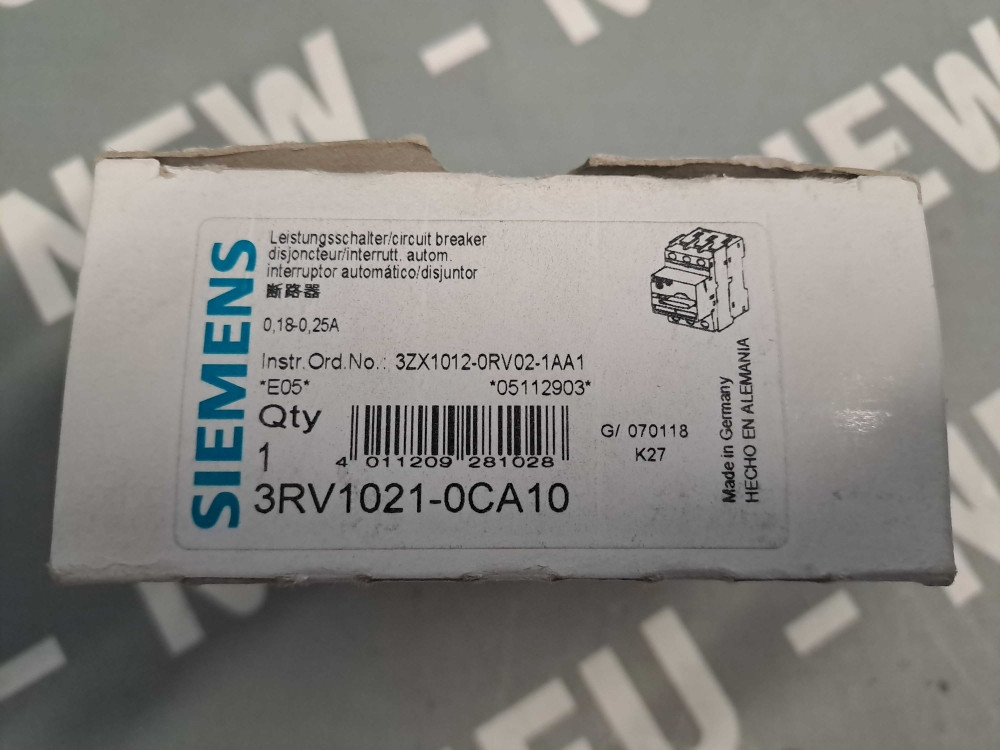 NEW - NEW
SIEMENS
Leistungsschalter/circuit breaker
disjoncteur/interrutt. autom.
interruptor automático/disjuntor
断路器
0,18-0,25A
Instr.Ord.No.: 3ZX1012-0RV02-1AA1
*E05* *05112903*
Qty
1
4 011209 281028
G/ 070118
K27
3RV1021-0CA10
Made in Germany
HECHO EN ALEMANIA